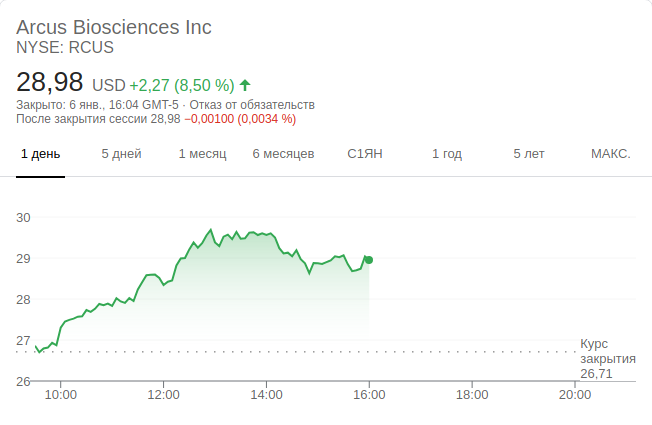 Arcus Biosciences Inc
NYSE: RCUS
28,98 USD +2,27 (8,50 %)
Закрыто: 6 янв., 16:04 GMT-5 · Отказ от обязательств
После закрытия сессии 28,98 −0,00100 (0,0034 %)
1 день 5 дней 1 месяц 6 месяцев С1ЯН 1 год 5 лет МАКС.
30
29
28
27
26
Курс
закрытия
26,71
10:00 12:00 14:00 16:00 18:00 20:00